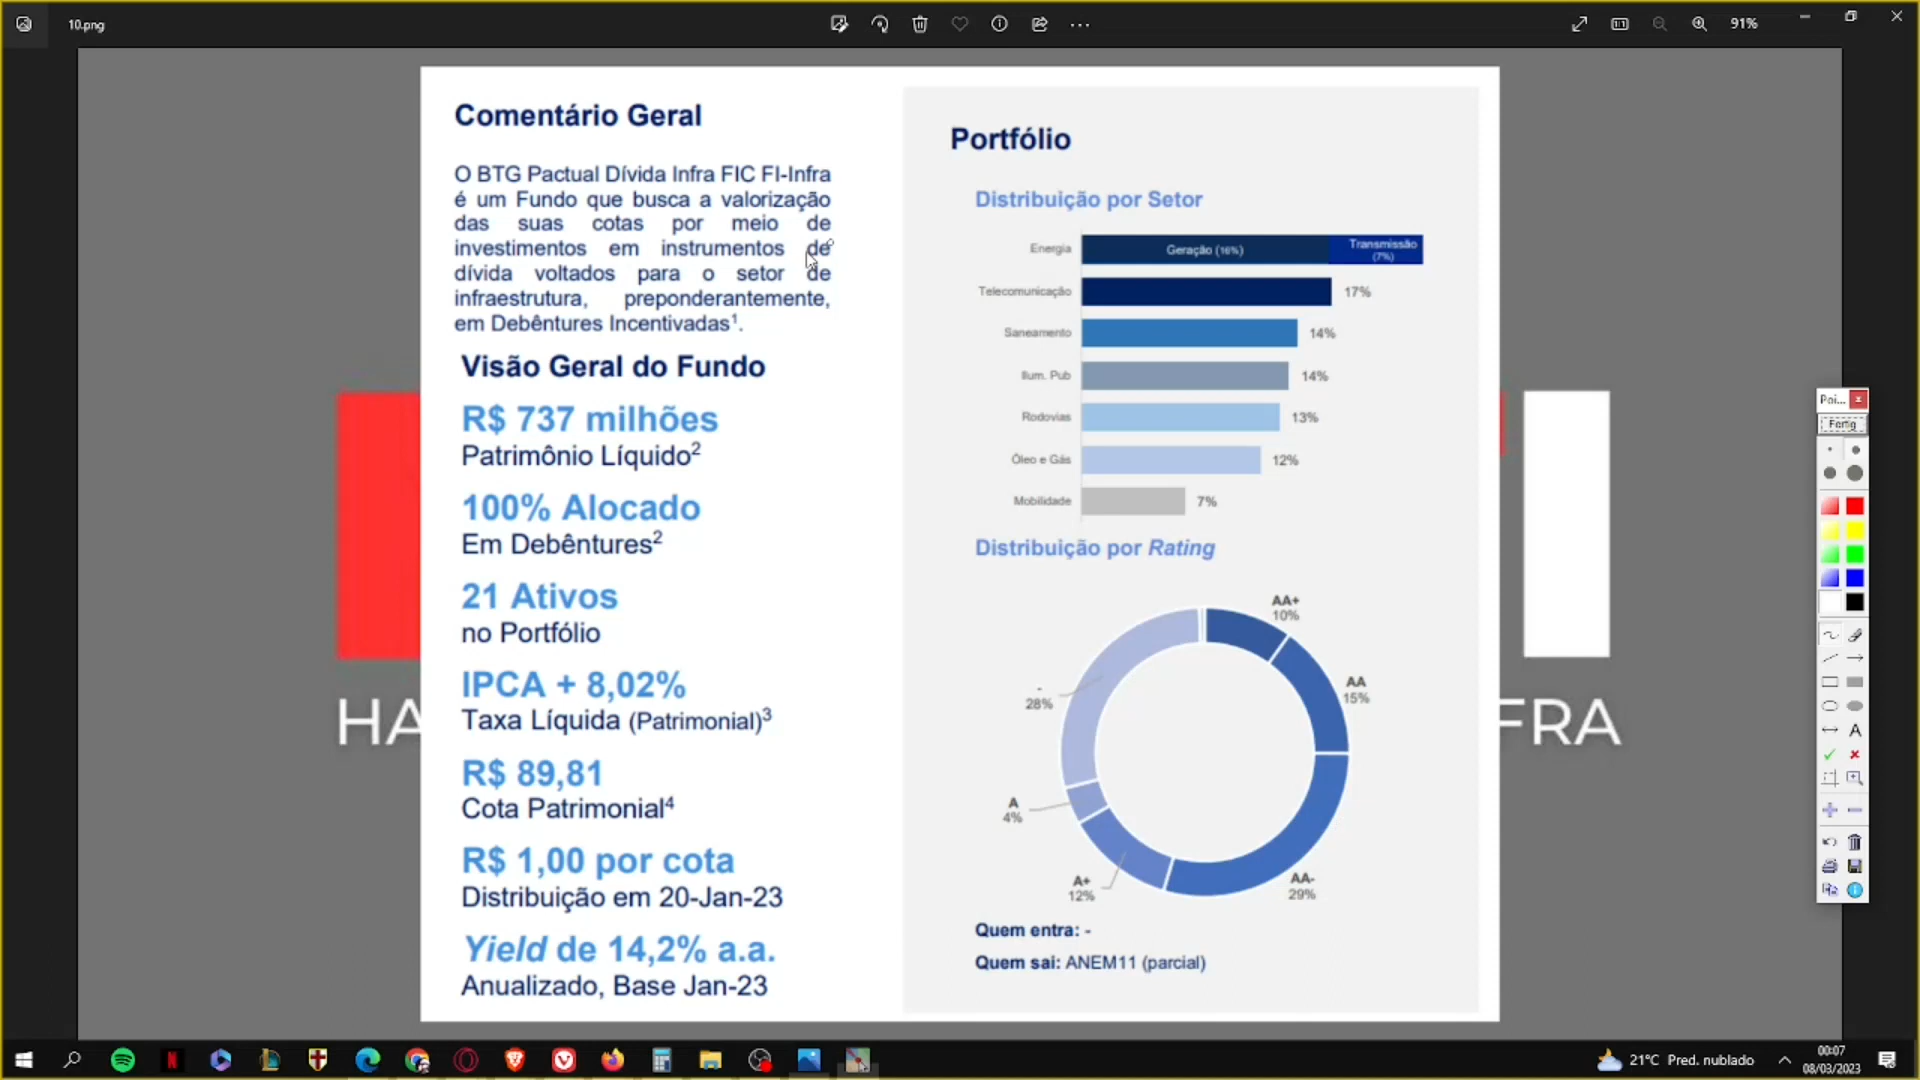 10.png
91%
Comentário Geral
O BTG Pactual Dívida Infra FIC FI-Infra
é um Fundo que busca a valorização
das suas cotas por meio de
investimentos em instrumentos de
dívida voltados para o setor de
infraestrutura, preponderantemente,
em Debêntures Incentivadas¹.
Visão Geral do Fundo
R$ 737 milhões
Patrimônio Líquido²
100% Alocado
Em Debêntures²
21 Ativos
no Portfólio
IPCA + 8,02%
Taxa Líquida (Patrimonial)³
R$ 89,81
Cota Patrimonial⁴
R$ 1,00 por cota
Distribuição em 20-Jan-23
Yield de 14,2% a.a.
Anualizado, Base Jan-23
Portfólio
Distribuição por Setor
Energia Geração (16%) Transmissão
(7%)
Telecomunicação 17%
Saneamento 14%
Ilum. Pub 14%
Rodovias 13%
Óleo e Gás 12%
Mobilidade 7%
Distribuição por Rating
AA+
10%
AA
15%
AA-
29%
A+
12%
A
4%
-
28%
Quem entra: -
Quem sai: ANEM11 (parcial)
HA
FRA
Poi...
Fertig
A
21°C Pred. nublado
00:07
08/03/2023